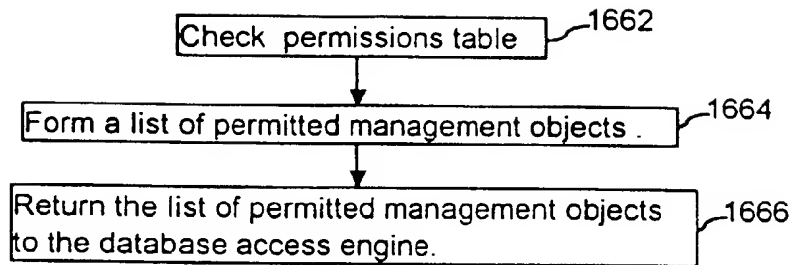 Check permissions table
1662
Form a list of permitted management objects .
1664
Return the list of permitted management objects
to the database access engine.
1666